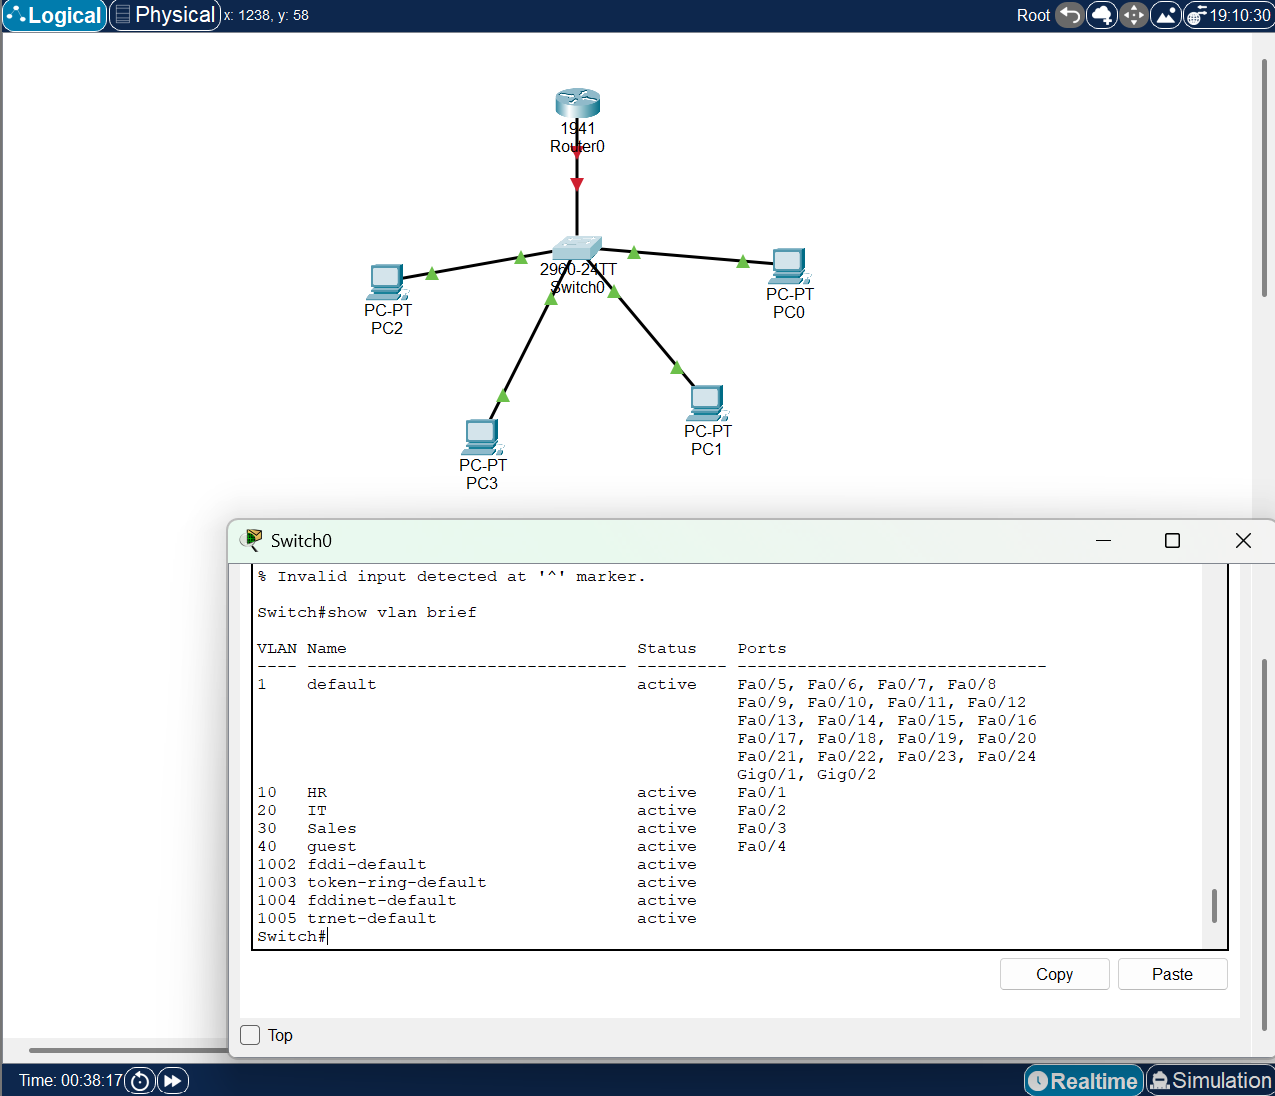 Logical Physical x: 1238, y: 58 Root 19:10:30
1941
Router0
2960-24TT
Switch0
PC-PT
PC0
PC-PT
PC2
PC-PT
PC1
PC-PT
PC3
Switch0
% Invalid input detected at '^' marker.
Switch#show vlan brief
VLAN Name Status Ports
---- -------------------------------- --------- -------------------------------
1 default active Fa0/5, Fa0/6, Fa0/7, Fa0/8
Fa0/9, Fa0/10, Fa0/11, Fa0/12
Fa0/13, Fa0/14, Fa0/15, Fa0/16
Fa0/17, Fa0/18, Fa0/19, Fa0/20
Fa0/21, Fa0/22, Fa0/23, Fa0/24
Gig0/1, Gig0/2
10 HR active Fa0/1
20 IT active Fa0/2
30 Sales active Fa0/3
40 guest active Fa0/4
1002 fddi-default active
1003 token-ring-default active
1004 fddinet-default active
1005 trnet-default active
Switch#
Copy Paste
Top
Time: 00:38:17 Realtime Simulation